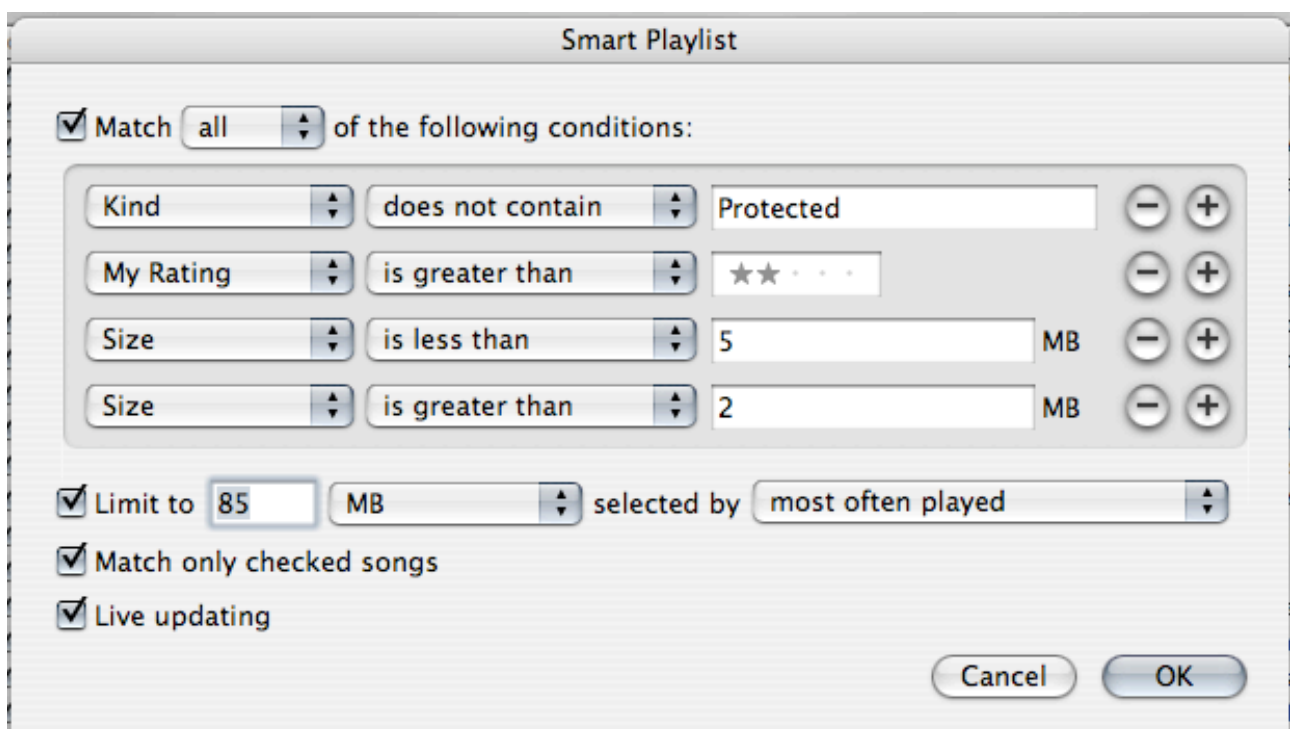 Smart Playlist
Match all of the following conditions:
Kind does not contain Protected
My Rating is greater than ★★···
Size is less than 5 MB
Size is greater than 2 MB
Limit to 85 MB selected by most often played
Match only checked songs
Live updating
Cancel OK